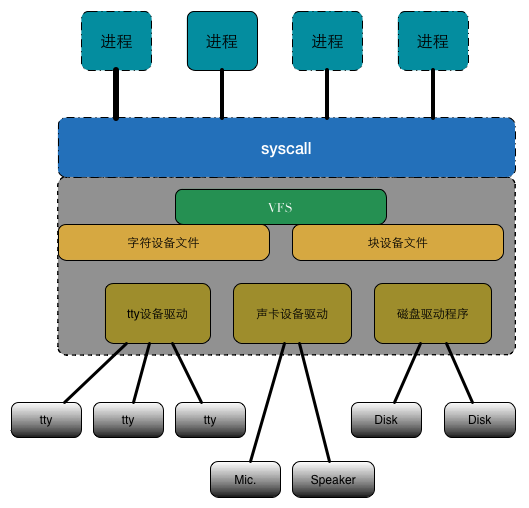 进程
进程
进程
进程
syscall
VFS
字符设备文件
块设备文件
tty设备驱动
声卡设备驱动
磁盘驱动程序
tty
tty
tty
Disk
Disk
Mic.
Speaker